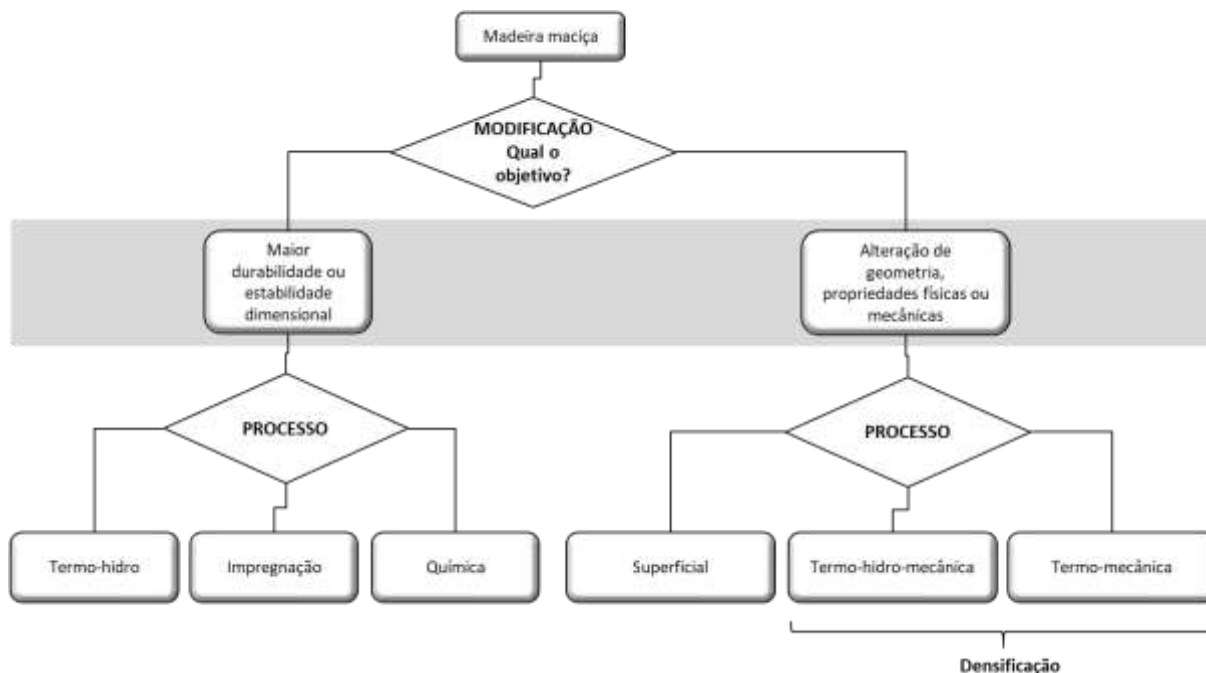 Madeira maciça
MODIFICAÇÃO
Qual o
objetivo?
Maior
durabilidade ou
estabilidade
dimensional
Alteração de
geometria,
propriedades físicas ou
mecânicas
PROCESSO
PROCESSO
Termo-hidro
Impregnação
Química
Superficial
Termo-hidro-mecânica
Termo-mecânica
Densificação